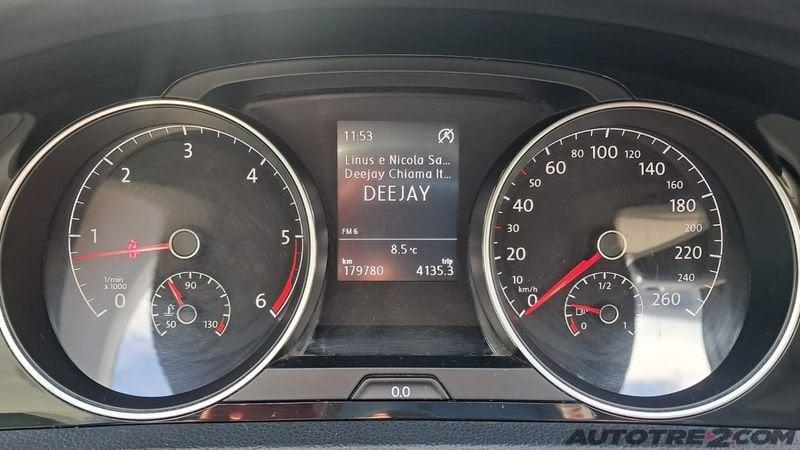 11:53
Linus e Nicola Sa...
Deejay Chiama It...
DEEJAY
FM 6
8.5 °C
km trip
179780 4135.3
0 1 2 3 4 5 6
1/min
x 1000
50 90 130
0 10 20 30 40 50 60 80 100 120 140 160 180 200 220 240 260
km/h
0 1/2 1
0.0
AUTOTRE2.COM